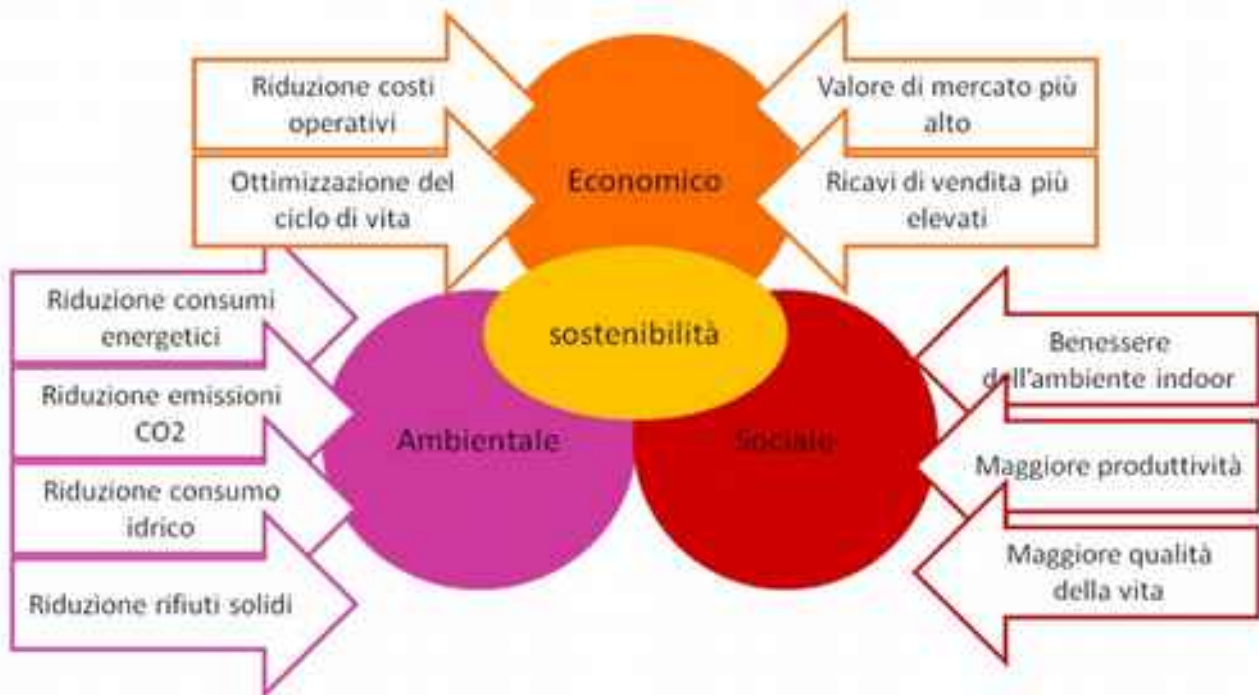 Riduzione costi
operativi
Valore di mercato più
alto
Ottimizzazione del
ciclo di vita
Economico
Ricavi di vendita più
elevati
Riduzione consumi
energetici
sostenibilità
Benessere
dell'ambiente indoor
Riduzione emissioni
CO2
Ambientale
Sociale
Maggiore produttività
Riduzione consumo
idrico
Maggiore qualità
della vita
Riduzione rifiuti solidi